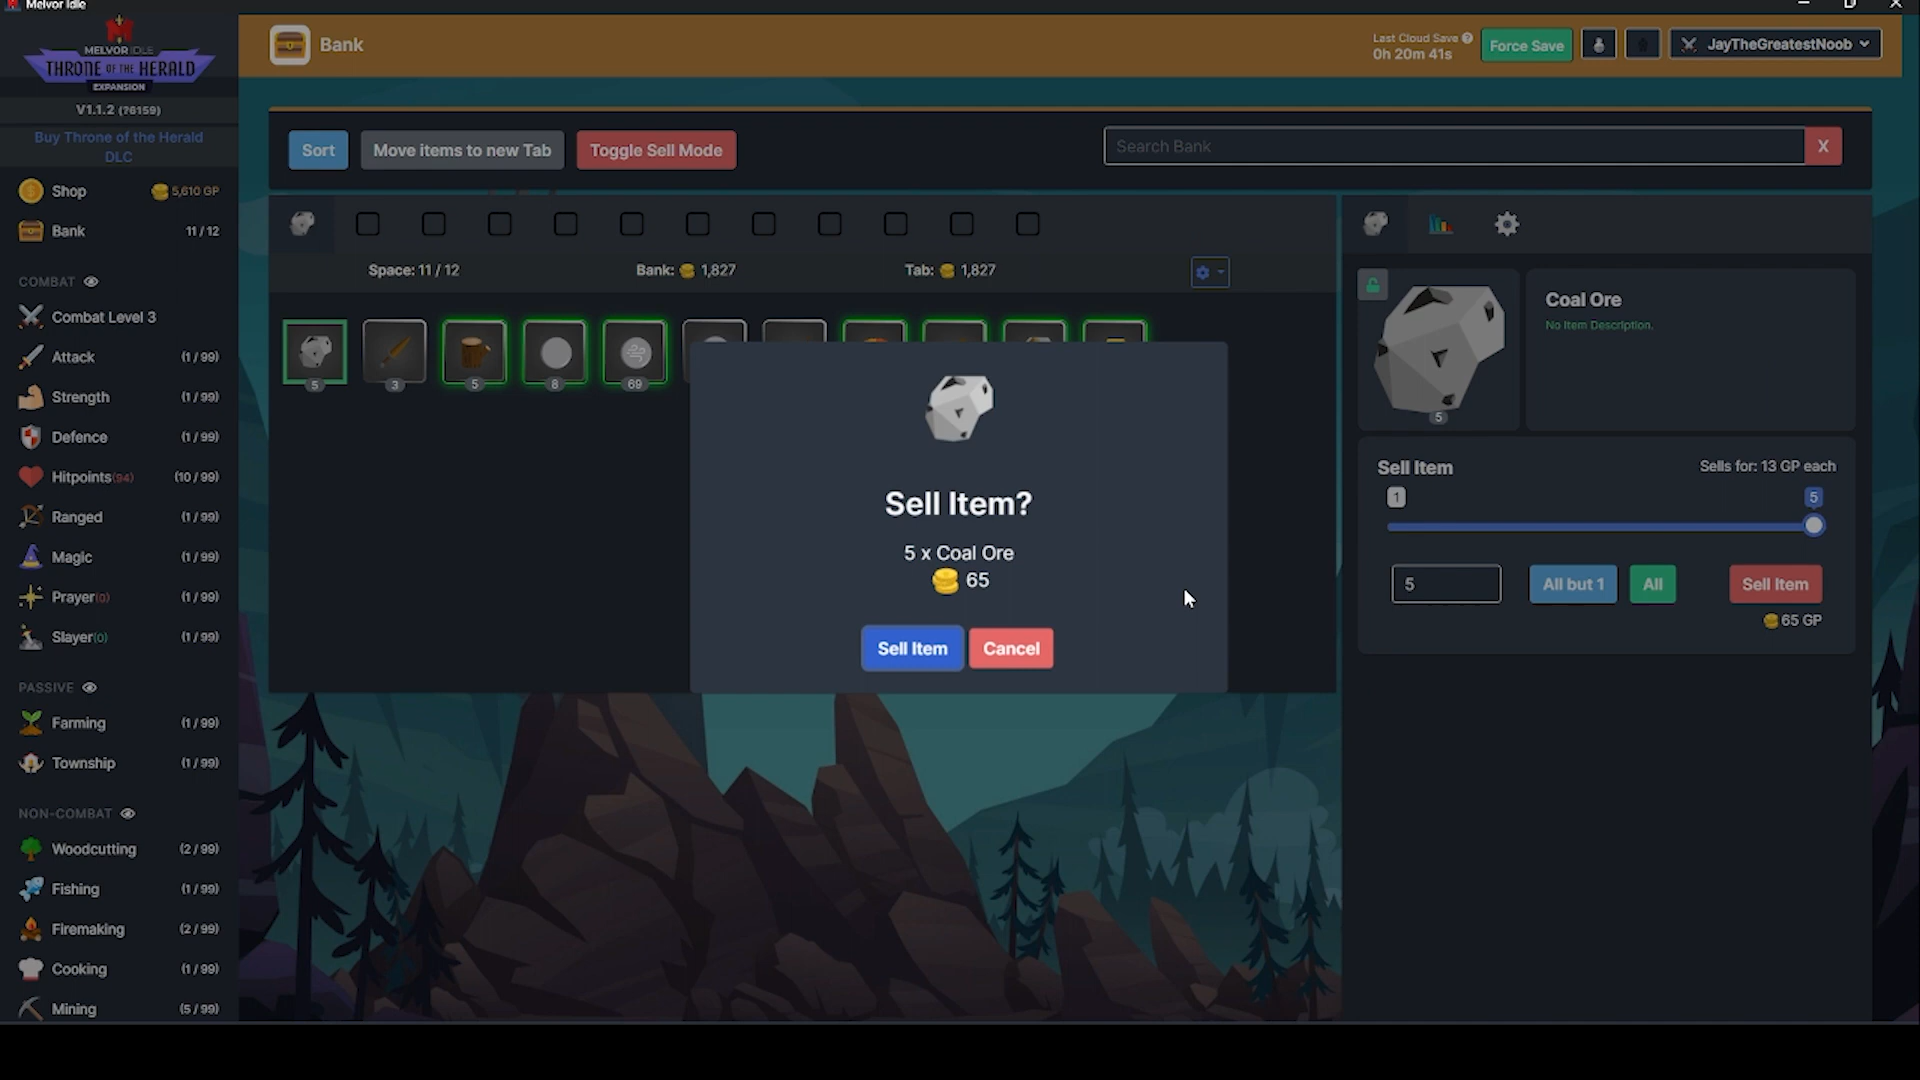 Melvor Idle
MELVOR IDLE
THRONE OF THE HERALD
EXPANSION
V1.1.2 (?6159)
Buy Throne of the Herald
DLC
Shop 5,610 GP
Bank 11 / 12
COMBAT
Combat Level 3
Attack (1 / 99)
Strength (1 / 99)
Defence (1 / 99)
Hitpoints(94) (10 / 99)
Ranged (1 / 99)
Magic (1 / 99)
Prayer(0) (1 / 99)
Slayer(0) (1 / 99)
PASSIVE
Farming (1 / 99)
Township (1 / 99)
NON-COMBAT
Woodcutting (2 / 99)
Fishing (1 / 99)
Firemaking (2 / 99)
Cooking (1 / 99)
Mining (5 / 99)
Bank
Last Cloud Save
0h 20m 41s
Force Save
JayTheGreatestNoob
Sort
Move items to new Tab
Toggle Sell Mode
Search Bank
X
Space: 11 / 12
Bank: 1,827
Tab: 1,827
5
3
5
8
69
Sell Item?
5 x Coal Ore
65
Sell Item
Cancel
5
Coal Ore
No Item Description.
Sell Item
Sells for: 13 GP each
1
5
5
All but 1
All
Sell Item
65 GP